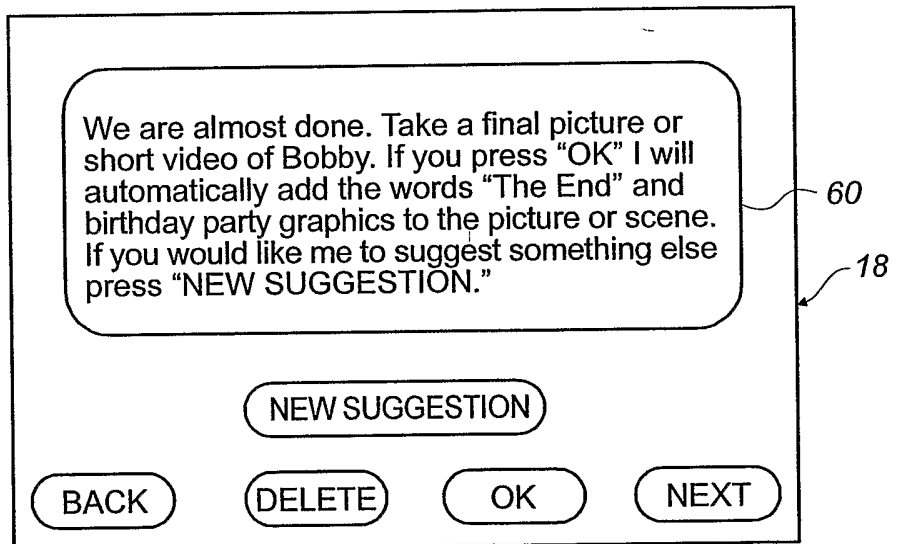 We are almost done. Take a final picture or
short video of Bobby. If you press “OK” I will
automatically add the words “The End” and
birthday party graphics to the picture or scene.
If you would like me to suggest something else
press “NEW SUGGESTION.”
60
18
NEW SUGGESTION
BACK DELETE OK NEXT